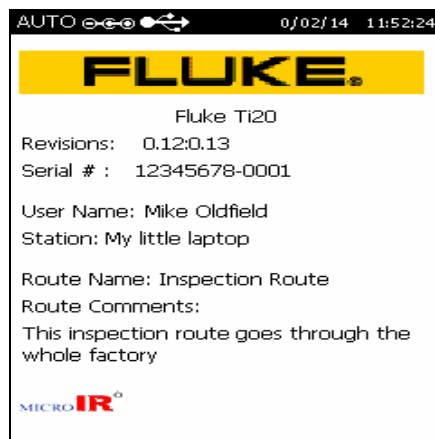 AUTO 0/02/14 11:52:24
FLUKE®
Fluke Ti20
Revisions: 0.12:0.13
Serial # : 12345678-0001
User Name: Mike Oldfield
Station: My little laptop
Route Name: Inspection Route
Route Comments:
This inspection route goes through the
whole factory
MICRO IR